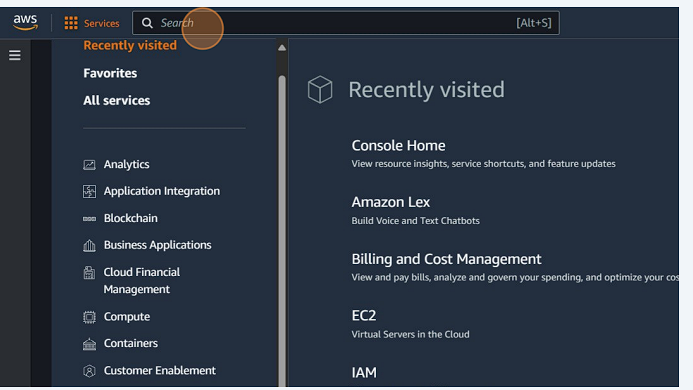 aws
Services
Search
[Alt+S]
Recently visited
Favorites
All services
Analytics
Application Integration
Blockchain
Business Applications
Cloud Financial
Management
Compute
Containers
Customer Enablement
Recently visited
Console Home
View resource insights, service shortcuts, and feature updates
Amazon Lex
Build Voice and Text Chatbots
Billing and Cost Management
View and pay bills, analyze and govern your spending, and optimize your cos
EC2
Virtual Servers in the Cloud
IAM